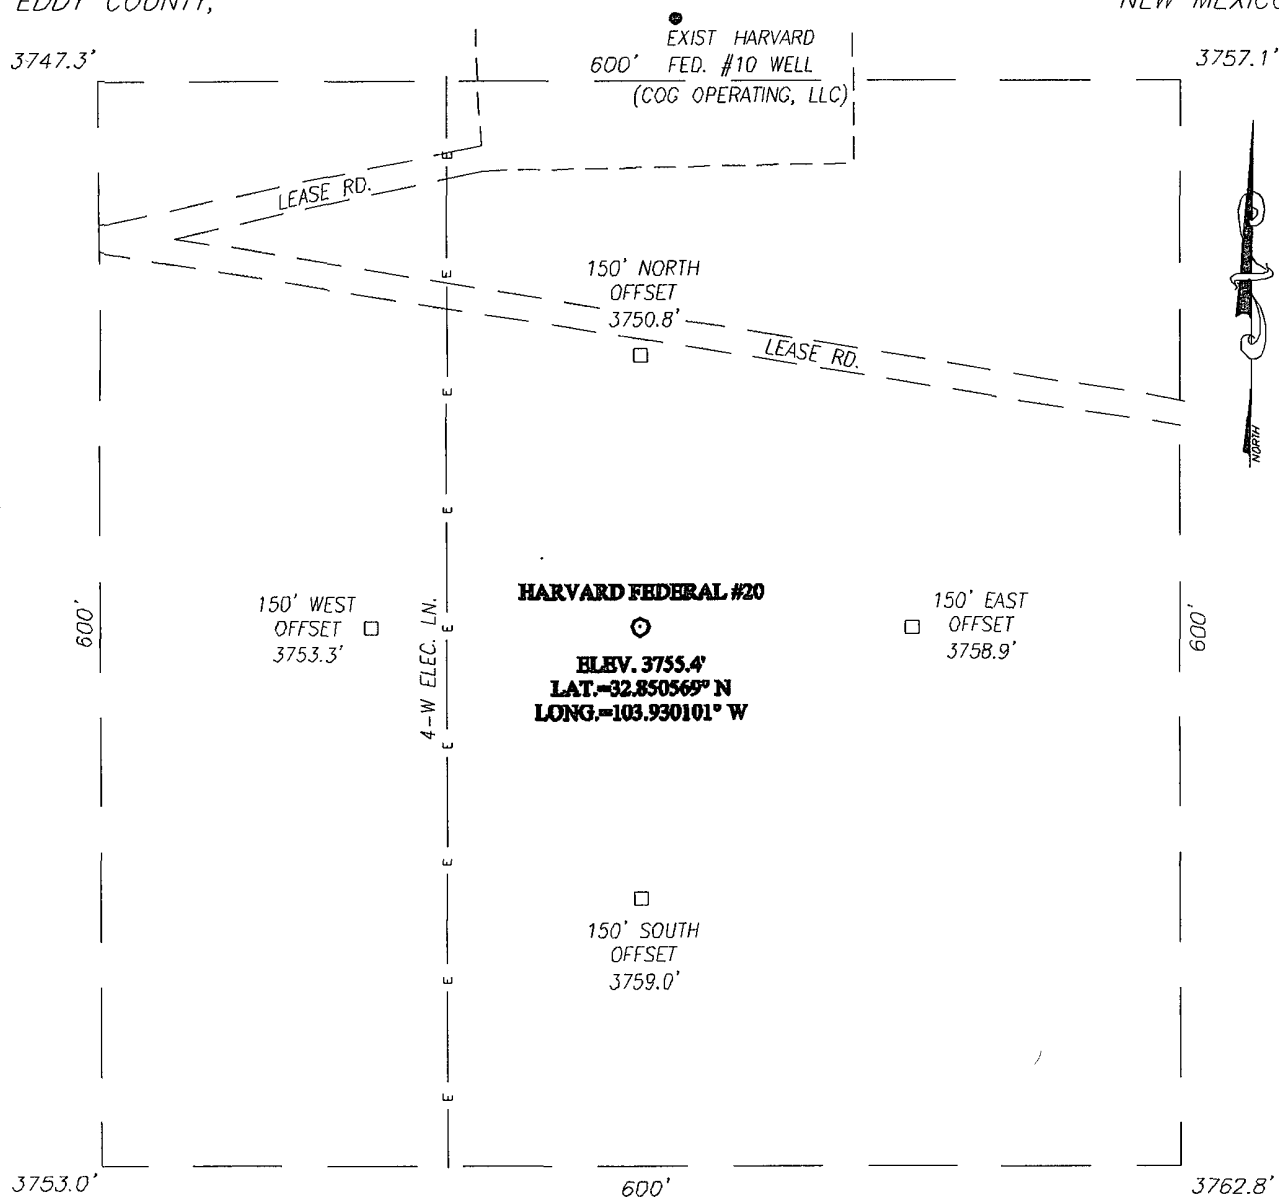 EDDY COUNTY,
NEW MEXICO
3747.3'
EXIST HARVARD
600' FED. #10 WELL
(COG OPERATING, LLC)
3757.1'
LEASE RD.
150' NORTH
OFFSET
3750.8'
LEASE RD.
NORTH
600'
150' WEST
OFFSET
3753.3'
4-W ELEC. LN.
E
E
E
E
E
E
E
E
E
HARVARD FEDERAL #20
ELEV. 3755.4'
LAT.=32.850569° N
LONG.=103.930101° W
150' EAST
OFFSET
3758.9'
600'
150' SOUTH
OFFSET
3759.0'
3753.0'
600'
3762.8'